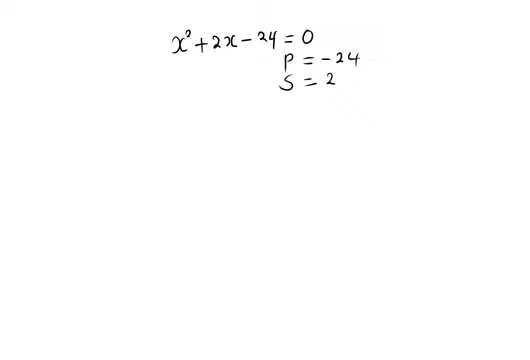 x² + 2x - 24 = 0
P = -24
S = 2